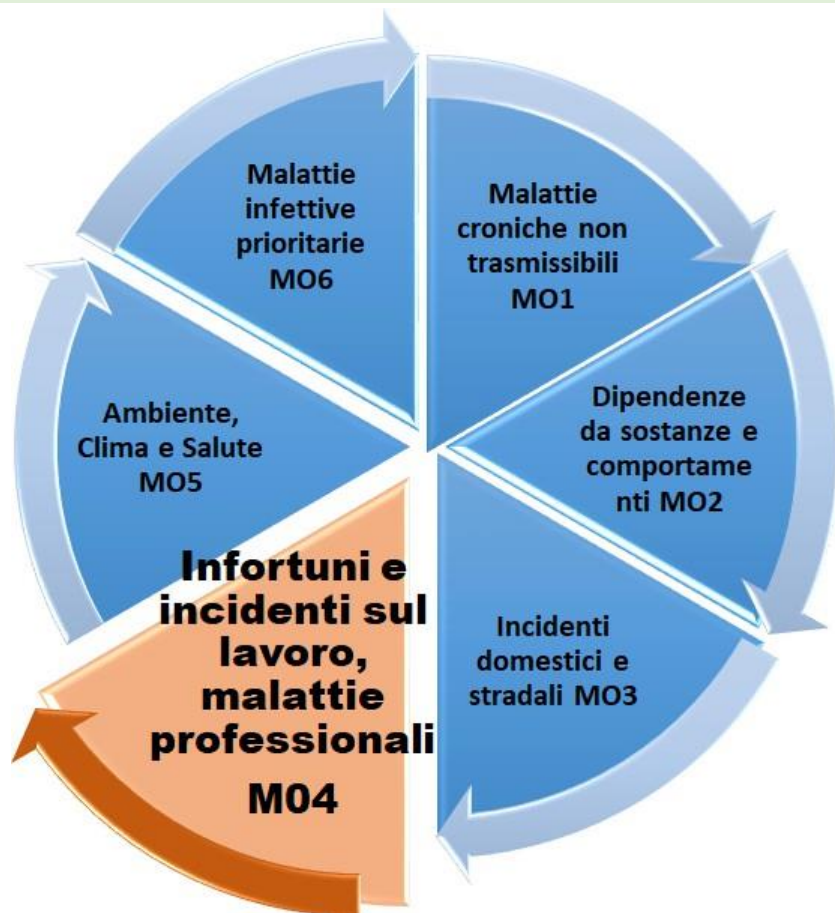 Malattie
croniche non
trasmissibili
MO1
Dipendenze
da sostanze e
comportame
nti MO2
Incidenti
domestici e
stradali MO3
Infortuni e
incidenti sul
lavoro,
malattie
professionali
M04
Ambiente,
Clima e Salute
MO5
Malattie
infettive
prioritarie
MO6